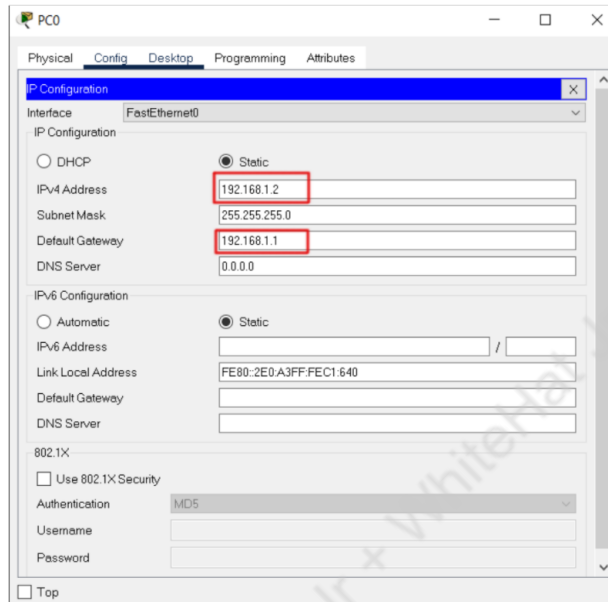 PC0
Physical Config Desktop Programming Attributes
IP Configuration X
Interface FastEthernet0
IP Configuration
DHCP Static
IPv4 Address 192.168.1.2
Subnet Mask 255.255.255.0
Default Gateway 192.168.1.1
DNS Server 0.0.0.0
IPv6 Configuration
Automatic Static
IPv6 Address /
Link Local Address FE80::2E0:A3FF:FEC1:640
Default Gateway
DNS Server
802.1X
Use 802.1X Security
Authentication MD5
Username
Password
Top
+ WhiteHat